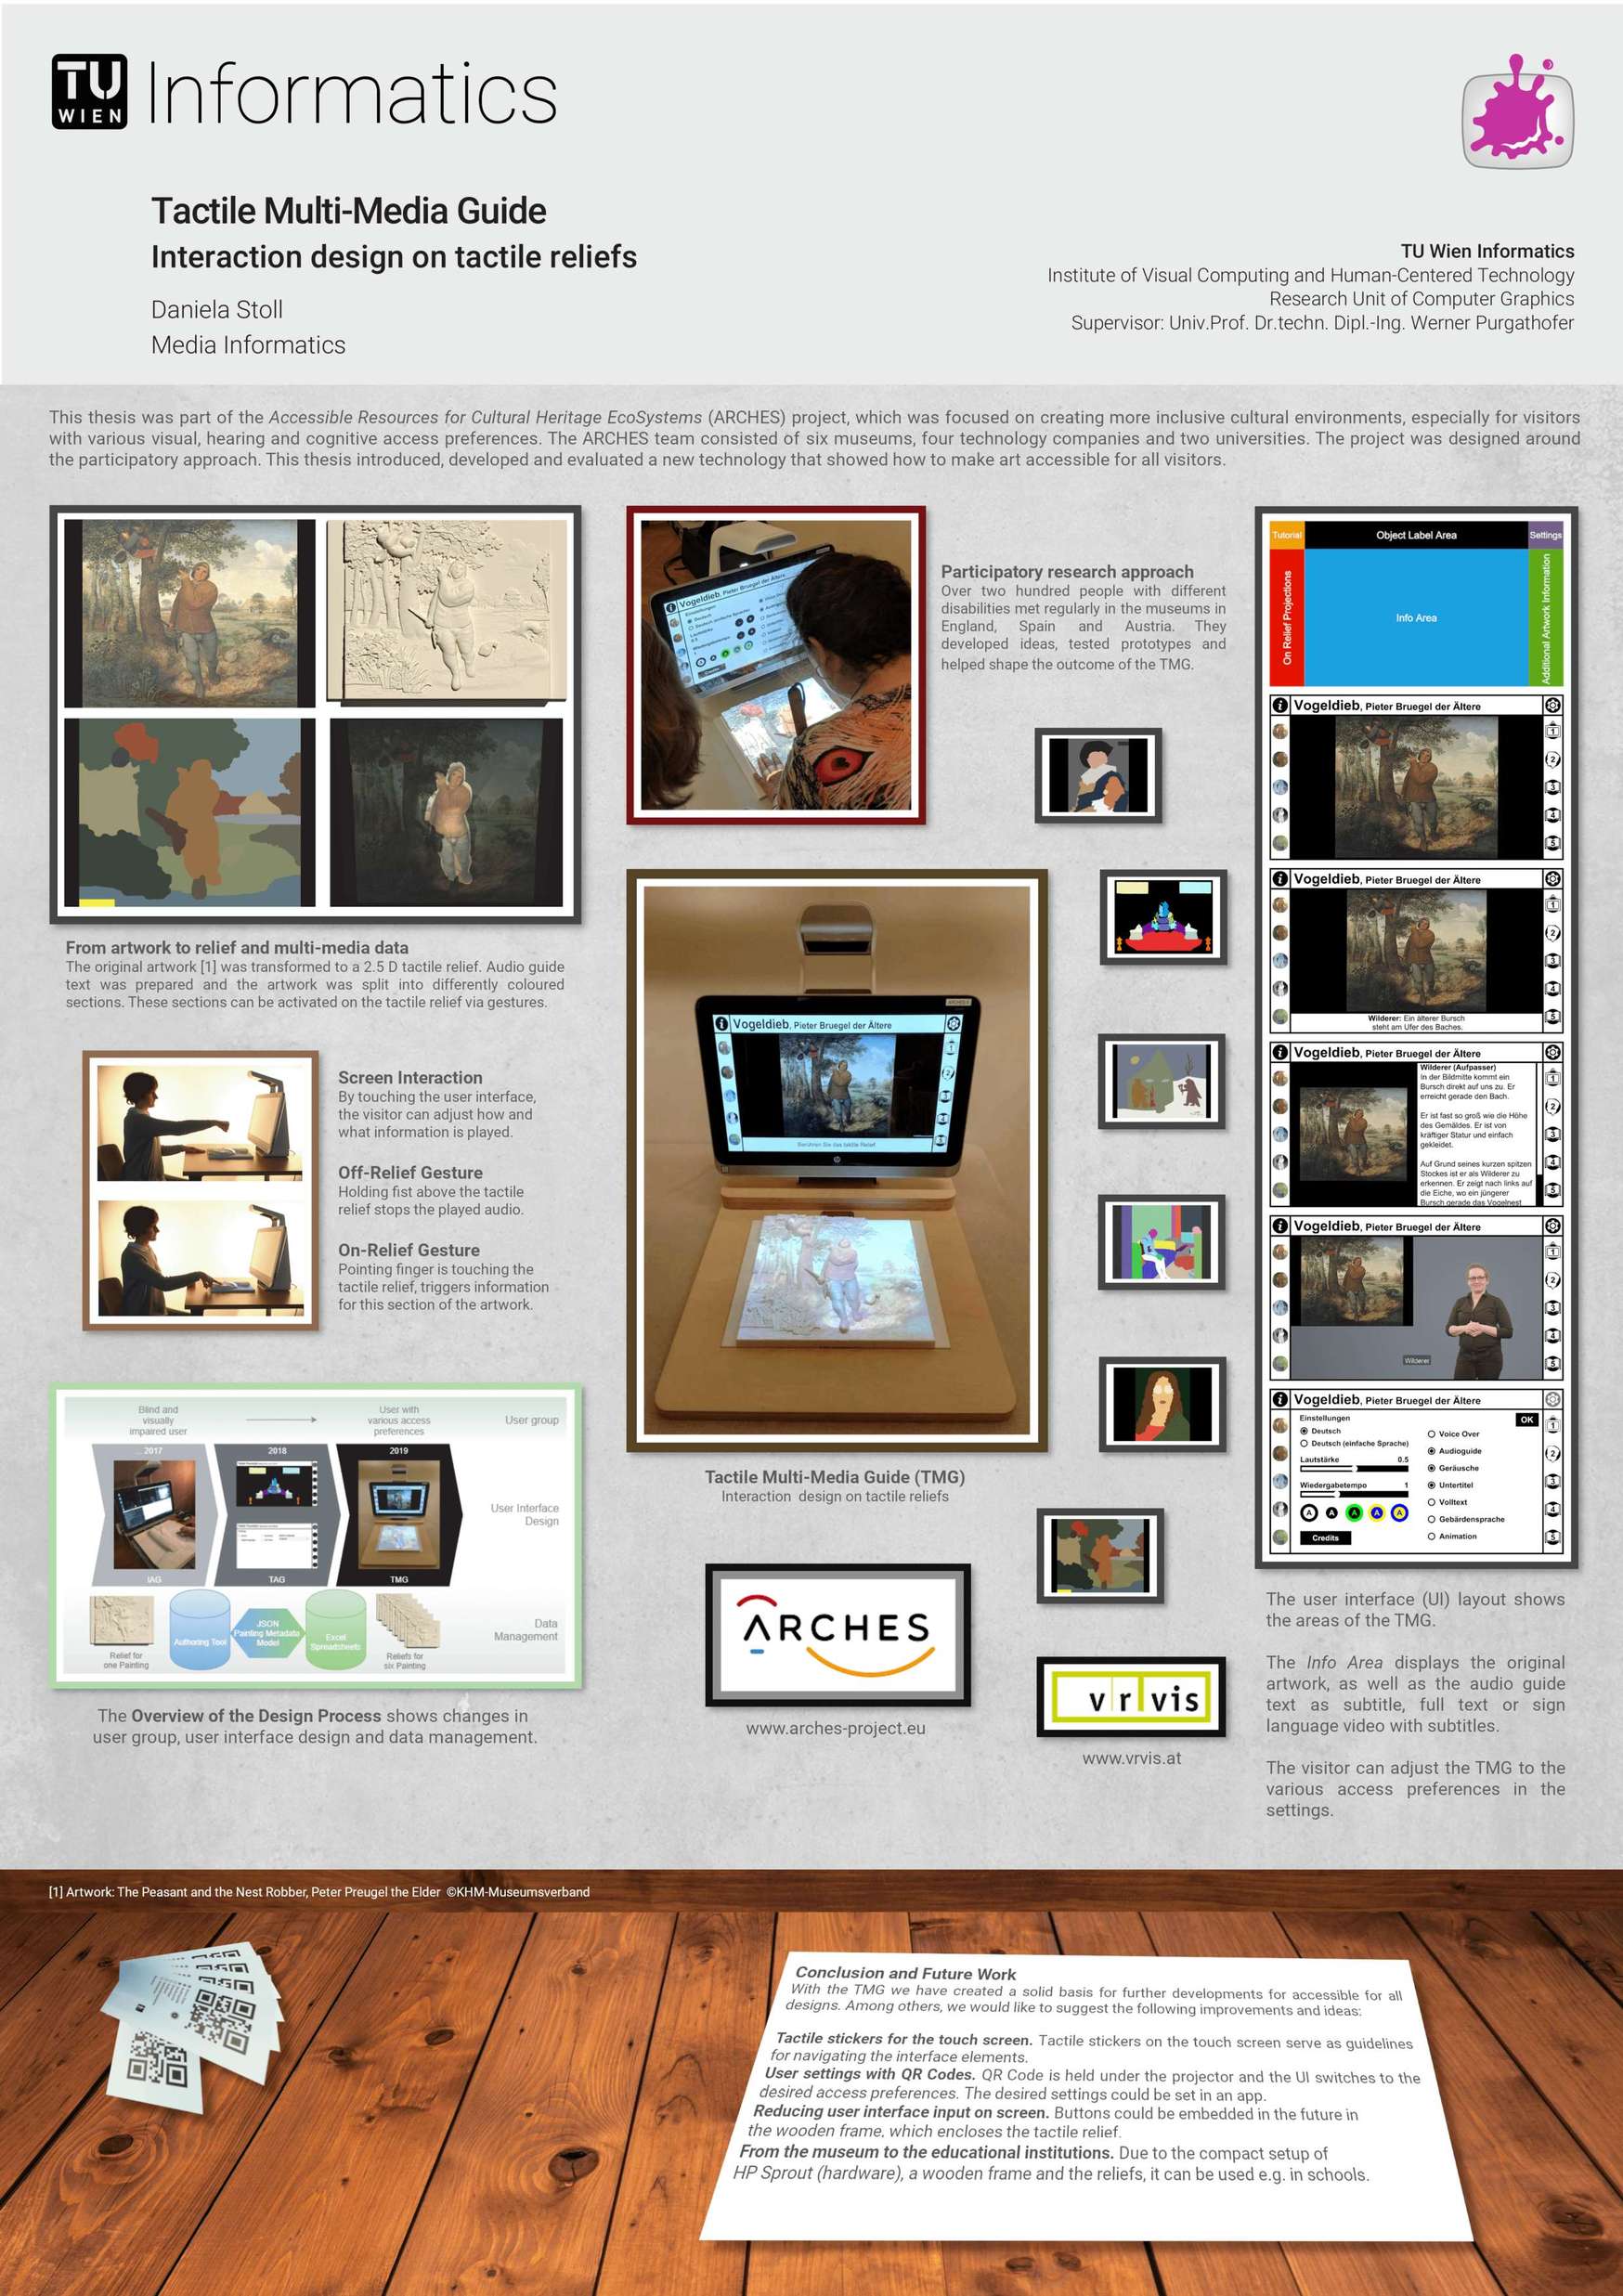 TU
WIEN
Informatics
Tactile Multi-Media Guide
Interaction design on tactile reliefs
Daniela Stoll
Media Informatics
TU Wien Informatics
Institute of Visual Computing and Human-Centered Technology
Research Unit of Computer Graphics
Supervisor: Univ.Prof. Dr.techn. Dipl.-Ing. Werner Purgathofer
This thesis was part of the Accessible Resources for Cultural Heritage EcoSystems (ARCHES) project, which was focused on creating more inclusive cultural environments, especially for visitors
with various visual, hearing and cognitive access preferences. The ARCHES team consisted of six museums, four technology companies and two universities. The project was designed around
the participatory approach. This thesis introduced, developed and evaluated a new technology that showed how to make art accessible for all visitors.
From artwork to relief and multi-media data
The original artwork [1] was transformed to a 2.5 D tactile relief. Audio guide
text was prepared and the artwork was split into differently coloured
sections. These sections can be activated on the tactile relief via gestures.
Screen Interaction
By touching the user interface,
the visitor can adjust how and
what information is played.
Off-Relief Gesture
Holding fist above the tactile
relief stops the played audio.
On-Relief Gesture
Pointing finger is touching the
tactile relief, triggers information
for this section of the artwork.
Blind and
visually
impaired user
User with
various access
preferences
User group
2017
2018
2019
User Interface
Design
IAG
TAG
TMG
Authoring Tool
JSON
Painting Metadata
Model
Excel
Spreadsheets
Data
Management
Relief for
one Painting
Reliefs for
six Painting
The Overview of the Design Process shows changes in
user group, user interface design and data management.
Vogeldieb, Pieter Bruegel der Ältere
Participatory research approach
Over two hundred people with different
disabilities met regularly in the museums in
England, Spain and Austria. They
developed ideas, tested prototypes and
helped shape the outcome of the TMG.
Vogeldieb, Pieter Bruegel der Ältere
Berühren Sie das taktile Relief
Tactile Multi-Media Guide (TMG)
Interaction design on tactile reliefs
ARCHES
www.arches-project.eu
vrvis
www.vrvis.at
Tutorial
Object Label Area
Settings
On Relief Projections
Info Area
Additional Artwork Information
Vogeldieb, Pieter Bruegel der Ältere
1
2
3
4
5
Vogeldieb, Pieter Bruegel der Ältere
1
2
3
4
5
Wilderer: Ein älterer Bursch
steht am Ufer des Baches.
Vogeldieb, Pieter Bruegel der Ältere
Wilderer (Aufpasser)
In der Bildmitte kommt ein
Bursch direkt auf uns zu. Er
erreicht gerade den Bach.
Er ist fast so groß wie die Höhe
des Gemäldes. Er ist von
kräftiger Statur und einfach
gekleidet.
Auf Grund seines kurzen spitzen
Stockes ist er als Wilderer zu
erkennen. Er zeigt nach links auf
die Eiche, wo ein jüngerer
Bursch gerade das Vogelnest
1
2
3
4
5
Vogeldieb, Pieter Bruegel der Ältere
1
2
3
4
5
Wilderer
Vogeldieb, Pieter Bruegel der Ältere
Einstellungen
OK
Deutsch
Deutsch (einfache Sprache)
Lautstärke 0.5
Wiedergabetempo 1
A A A A A
Credits
Voice Over
Audioguide
Geräusche
Untertitel
Volltext
Gebärdensprache
Animation
1
2
3
4
5
The user interface (UI) layout shows
the areas of the TMG.
The Info Area displays the original
artwork, as well as the audio guide
text as subtitle, full text or sign
language video with subtitles.
The visitor can adjust the TMG to the
various access preferences in the
settings.
[1] Artwork: The Peasant and the Nest Robber, Peter Preugel the Elder ©KHM-Museumsverband
Conclusion and Future Work
With the TMG we have created a solid basis for further developments for accessible for all
designs. Among others, we would like to suggest the following improvements and ideas:
Tactile stickers for the touch screen. Tactile stickers on the touch screen serve as guidelines
for navigating the interface elements.
User settings with QR Codes. QR Code is held under the projector and the UI switches to the
desired access preferences. The desired settings could be set in an app.
Reducing user interface input on screen. Buttons could be embedded in the future in
the wooden frame, which encloses the tactile relief.
From the museum to the educational institutions. Due to the compact setup of
HP Sprout (hardware), a wooden frame and the reliefs, it can be used e.g. in schools.